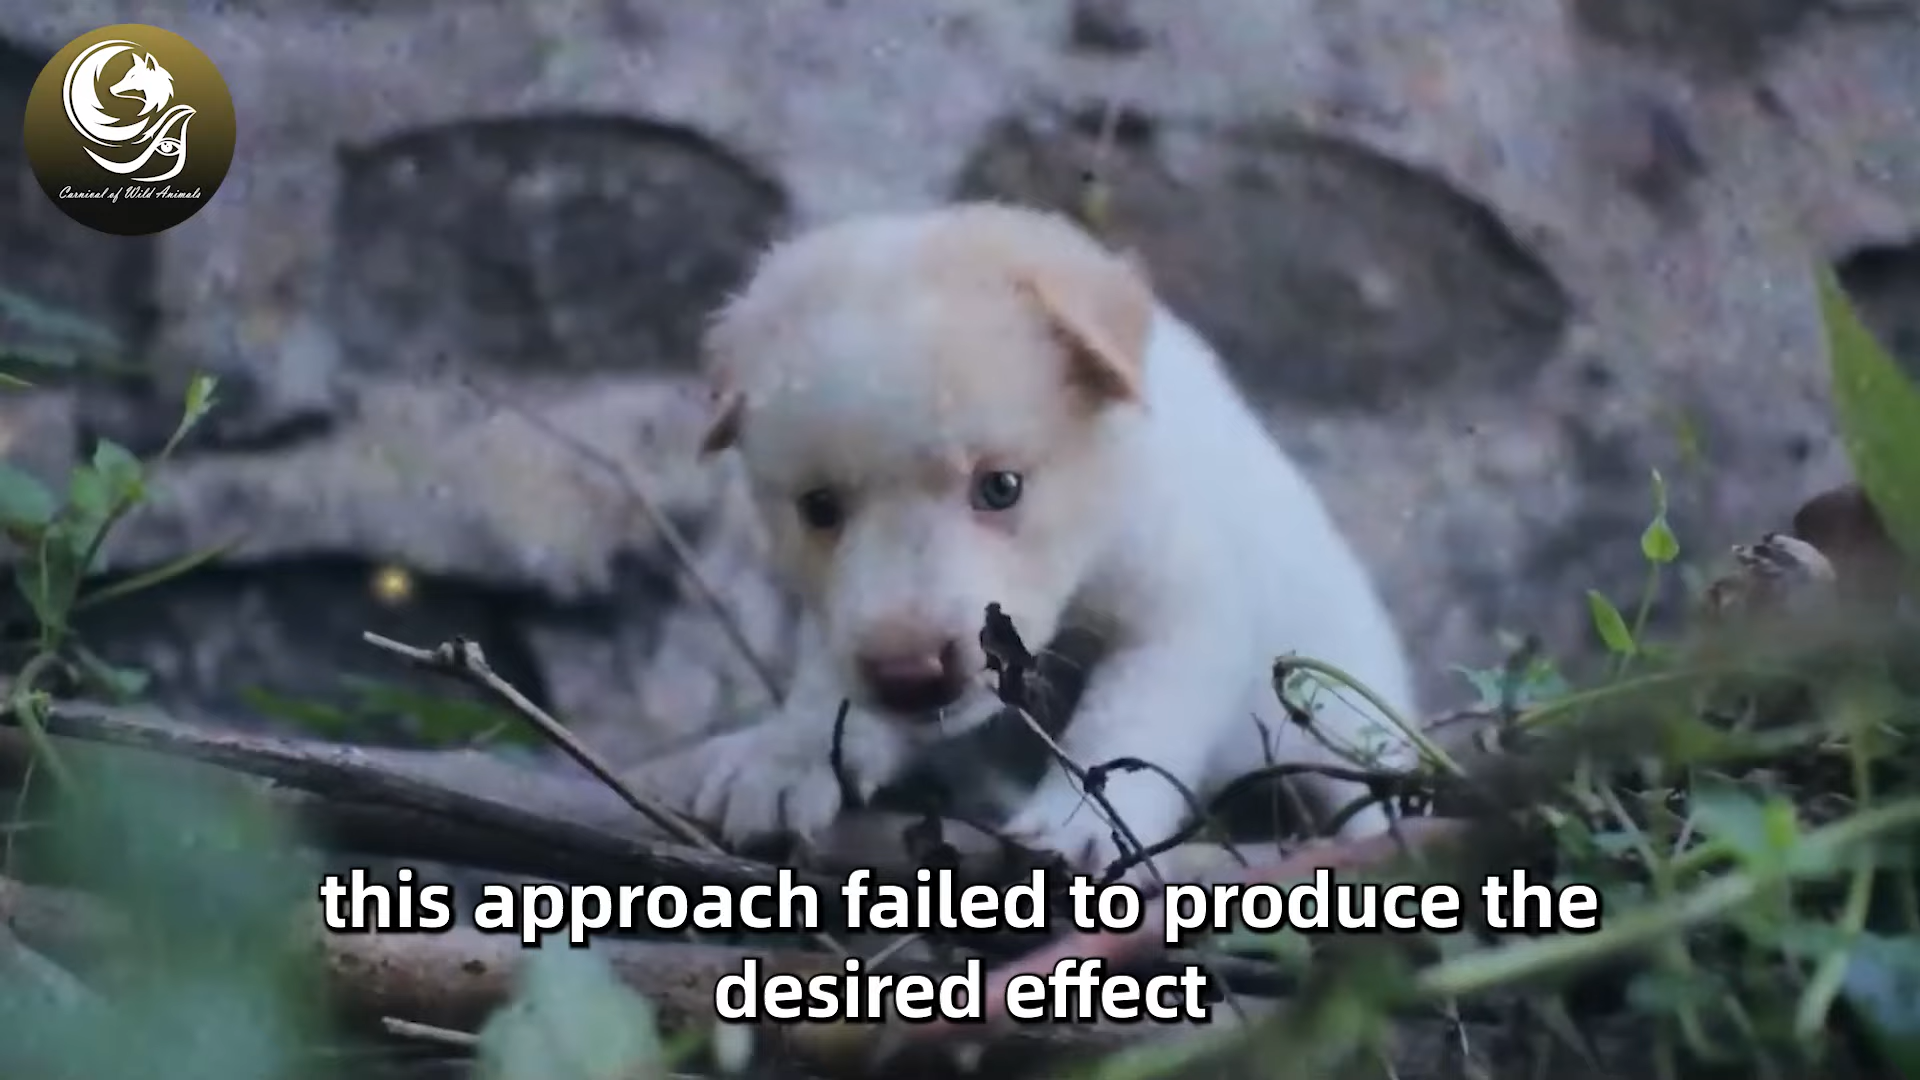 Carnival of Wild Animals
this approach failed to produce the
desired effect